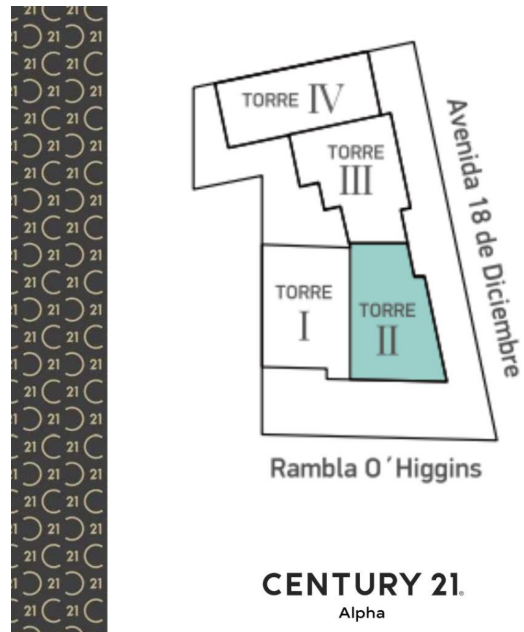 TORRE IV
TORRE
III
TORRE
I
TORRE
II
Avenida 18 de Diciembre
Rambla O´Higgins
CENTURY 21®
Alpha